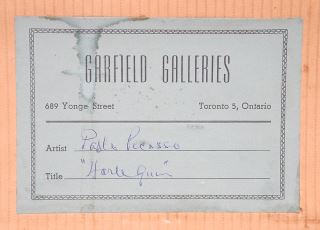 GARFIELD GALLERIES
689 Yonge Street Toronto 5, Ontario
Artist Pablo Picasso
Title "Harle Quin"